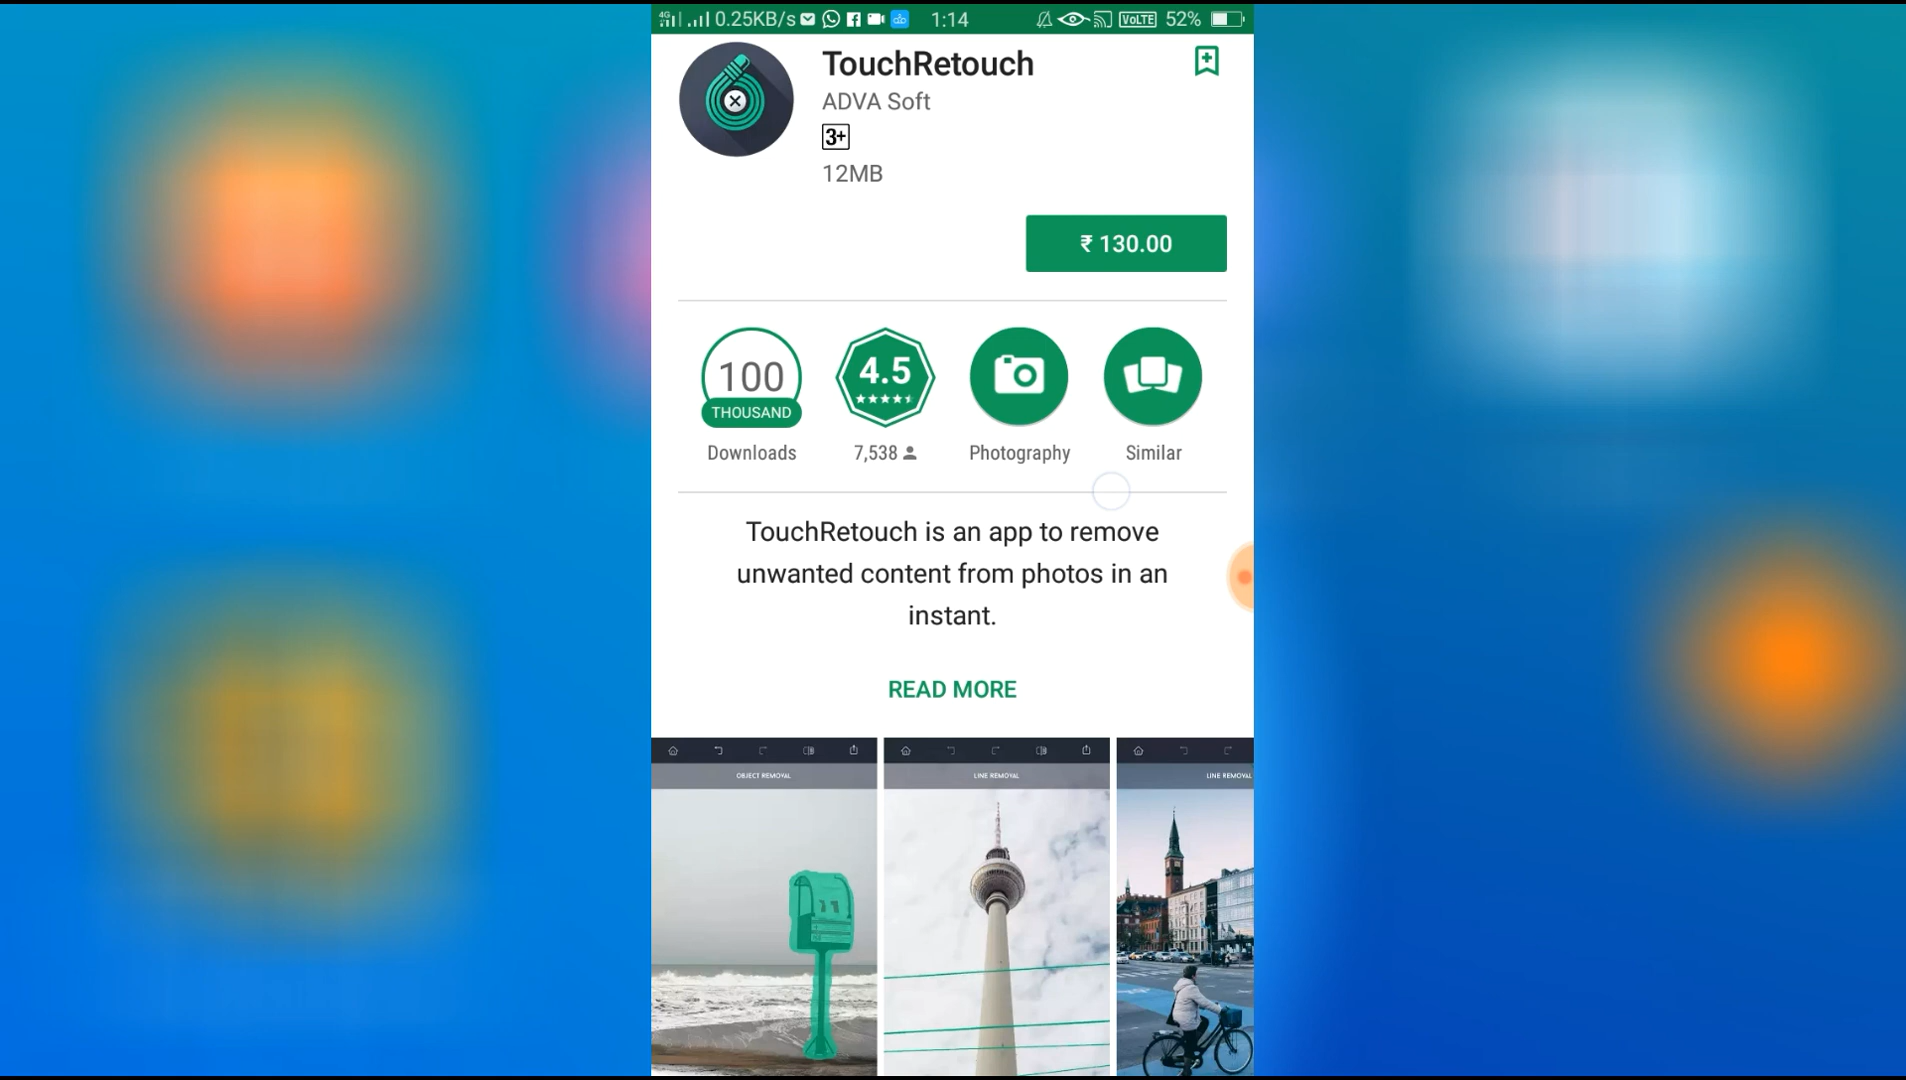 4G 0.25KB/s 1:14 VoLTE 52%
TouchRetouch
ADVA Soft
3+
12MB
₹ 130.00
100
THOUSAND
Downloads
4.5
7,538
Photography
Similar
TouchRetouch is an app to remove
unwanted content from photos in an
instant.
READ MORE
OBJECT REMOVAL
LINE REMOVAL
LINE REMOVAL
11